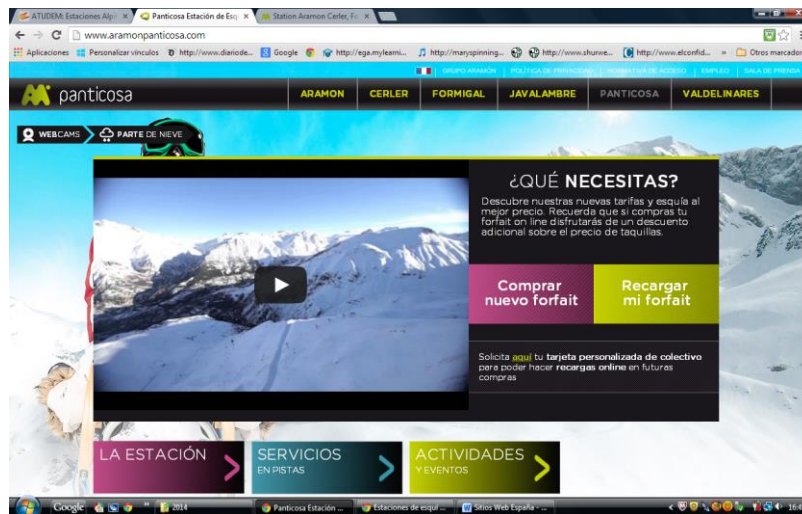 ATUDEM: Estaciones Alpi
Panticosa Estación de Esq
Station Aramon Cerler, Fo
www.aramonpanticosa.com
Aplicaciones Personalizar vínculos http://www.diariode... Google http://ega.myleami... http://maryspinning... http://www.shurwe... http://www.elconfid... » Otros marcadores
GRUPO ARAMÓN | POLÍTICA DE PRIVACIDAD | NORMATIVA DE ACCESO | EMPLEO | SALA DE PRENSA
panticosa ARAMON CERLER FORMIGAL JAVALAMBRE PANTICOSA VALDELINARES
WEBCAMS PARTE DE NIEVE
¿QUÉ NECESITAS?
Descubre nuestras nuevas tarifas y esquía al
mejor precio. Recuerda que si compras tu
forfait on line disfrutarás de un descuento
adicional sobre el precio de taquillas.
Comprar
nuevo forfait
Recargar
mi forfait
Solicita aquí tu tarjeta personalizada de colectivo
para poder hacer recargas online en futuras
compras
LA ESTACIÓN
SERVICIOS
EN PISTAS
ACTIVIDADES
Y EVENTOS
Google » 2014 Panticosa Estación ... Estaciones de esquí ... Sitios Web España - ...